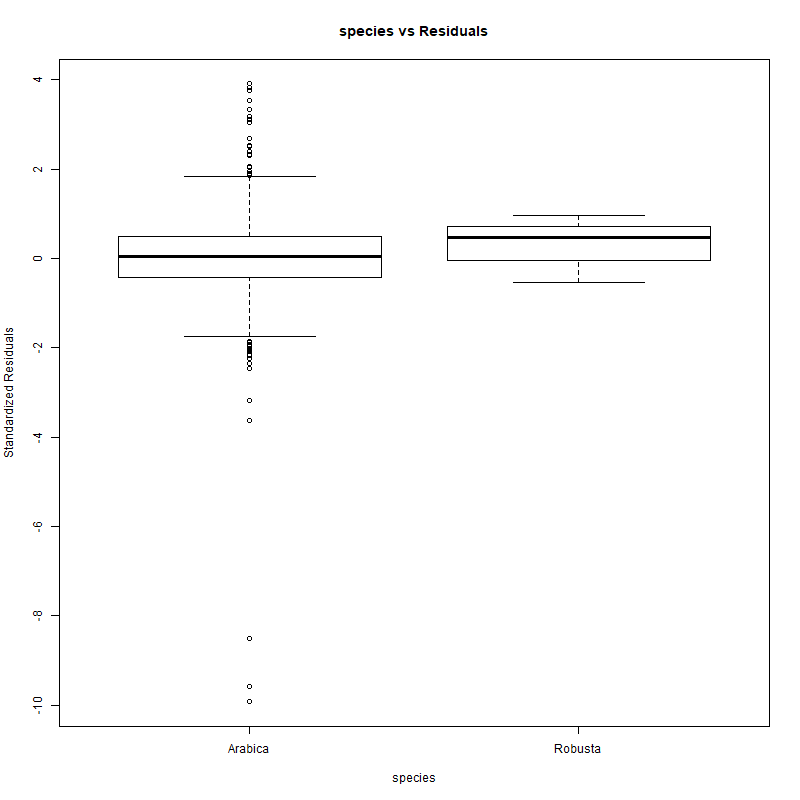 species vs Residuals
Standardized Residuals
4
2
0
-2
-4
-6
-8
-10
Arabica Robusta
species